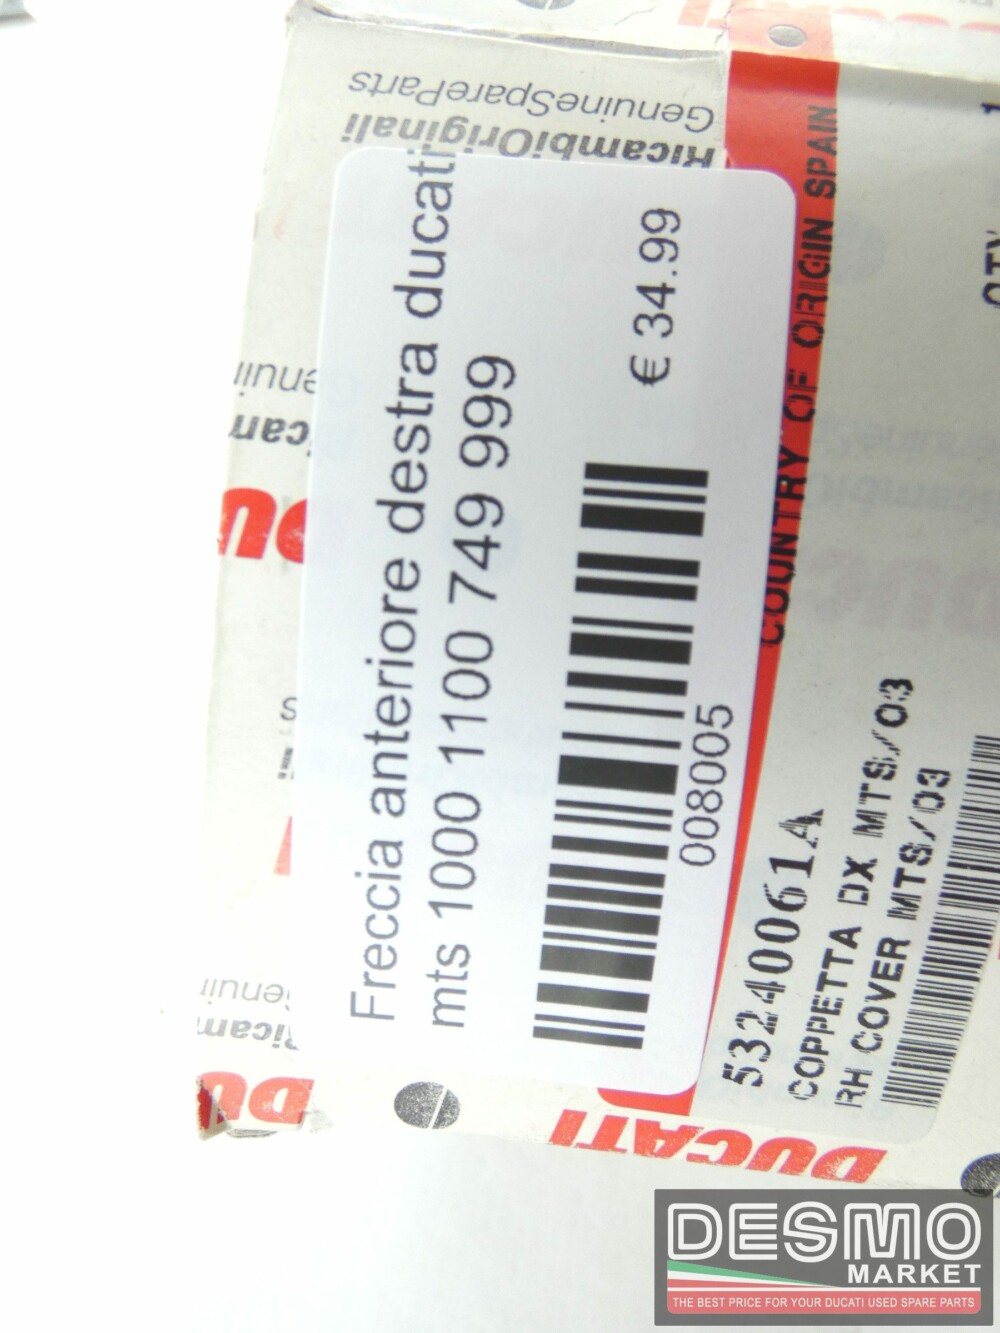 Freccia anteriore destra ducati
mts 1000 1100 749 999
€ 34.99
008005
RicambiOriginali
GenuineSpareParts
COUNTRY OF ORIGIN SPAIN
QTY 1
53240061A
COPPETTA DX MTS/03
RH COVER MTS/03
DUCATI
DESMO
MARKET
THE BEST PRICE FOR YOUR DUCATI USED SPARE PARTS